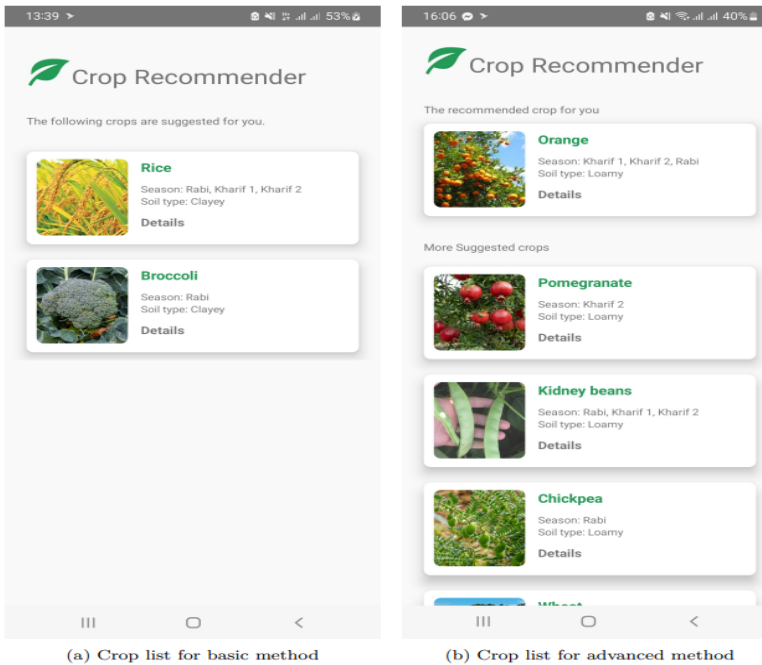 13:39
53%
Crop Recommender
The following crops are suggested for you.
Rice
Season: Rabi, Kharif 1, Kharif 2
Soil type: Clayey
Details
Broccoli
Season: Rabi
Soil type: Clayey
Details
(a) Crop list for basic method
16:06
40%
Crop Recommender
The recommended crop for you
Orange
Season: Kharif 1, Kharif 2, Rabi
Soil type: Loamy
Details
More Suggested crops
Pomegranate
Season: Kharif 2
Soil type: Loamy
Details
Kidney beans
Season: Rabi, Kharif 1, Kharif 2
Soil type: Loamy
Details
Chickpea
Season: Rabi
Soil type: Loamy
Details
Wheat
(b) Crop list for advanced method